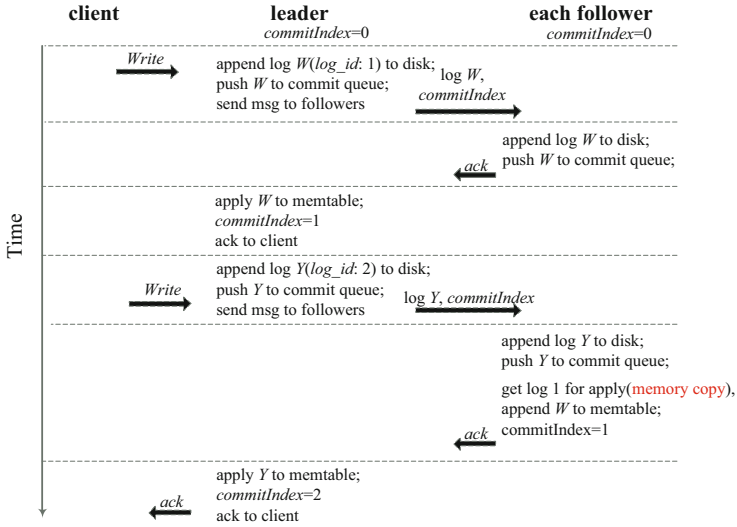 client
leader
each follower
commitIndex=0
commitIndex=0
Write
append log W(log_id: 1) to disk;
push W to commit queue;
send msg to followers
log W,
commitIndex
append log W to disk;
push W to commit queue;
ack
apply W to memtable;
commitIndex=1
ack to client
Time
Write
append log Y(log_id: 2) to disk;
push Y to commit queue;
send msg to followers
log Y, commitIndex
append log Y to disk;
push Y to commit queue;
get log 1 for apply(memory copy),
append W to memtable;
commitIndex=1
ack
apply Y to memtable;
commitIndex=2
ack to client
ack